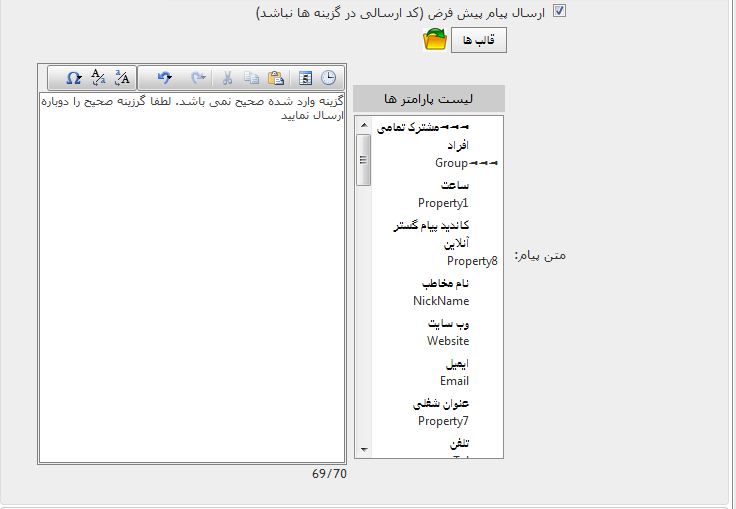 ارسال پیام پیش فرض (کد ارسالی در گزینه ها نباشد)
قالب ها
لیست پارامتر ها
◄◄◄مشترک تمامی
افراد
Group◄◄◄
ساعت
Property1
کاندید پیام گستر
آنلاین
Property8
نام مخاطب
NickName
وب سایت
Website
ایمیل
Email
عنوان شغلی
Property7
تلفن
متن پیام:
گزینه وارد شده صحیح نمی باشد. لطفا گرزینه صحیح را دوباره
ارسال نمایید
69/70